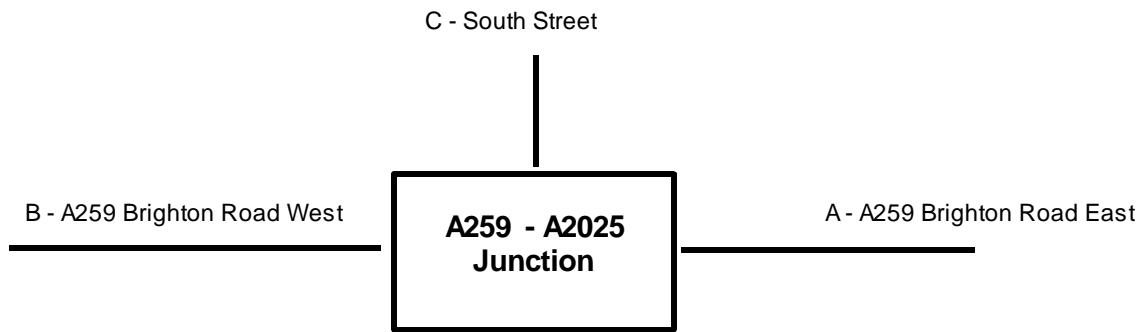 C - South Street
B - A259 Brighton Road West
A - A259 Brighton Road East
A259 - A2025
Junction